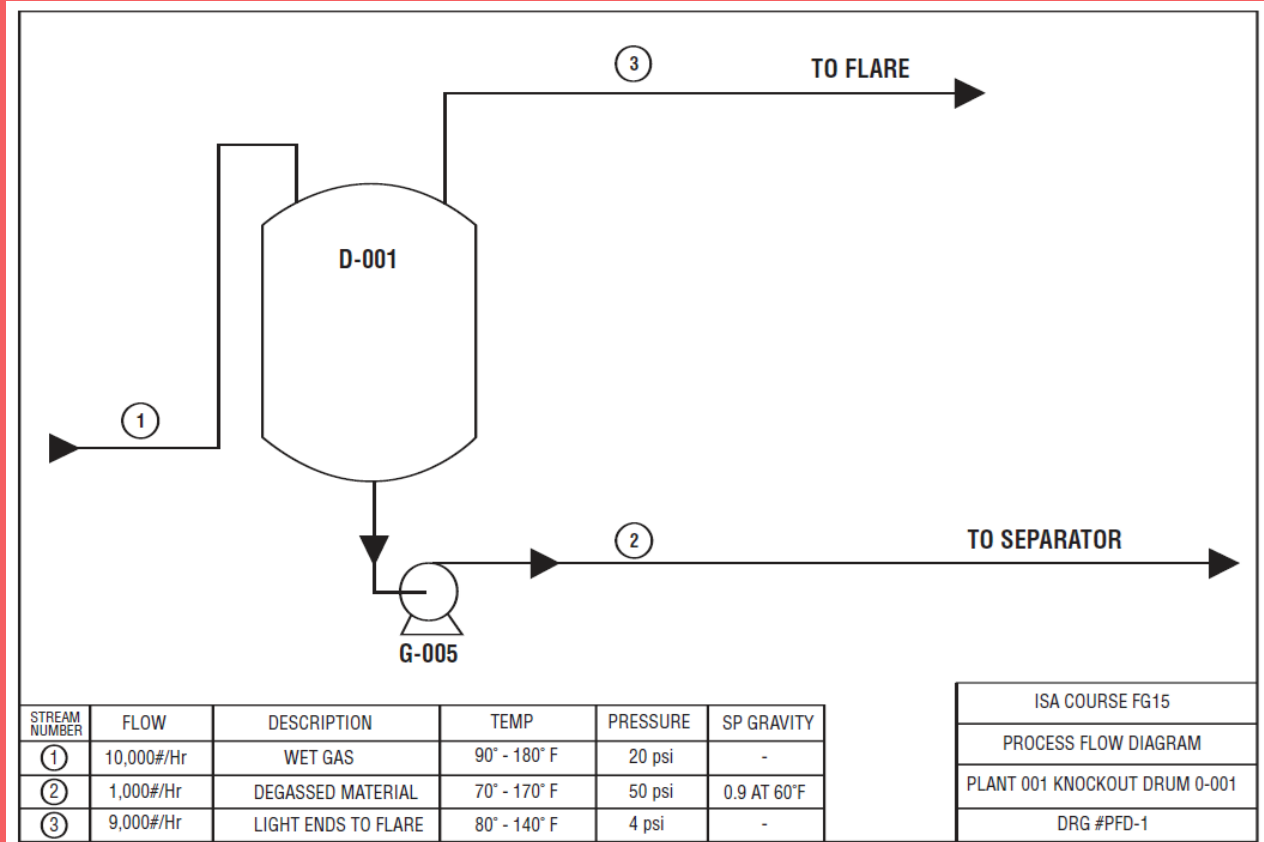 3
TO FLARE
D-001
1
2
TO SEPARATOR
G-005
STREAM NUMBER FLOW DESCRIPTION TEMP PRESSURE SP GRAVITY
1 10,000#/Hr WET GAS 90° - 180° F 20 psi -
2 1,000#/Hr DEGASSED MATERIAL 70° - 170° F 50 psi 0.9 AT 60°F
3 9,000#/Hr LIGHT ENDS TO FLARE 80° - 140° F 4 psi -
ISA COURSE FG15
PROCESS FLOW DIAGRAM
PLANT 001 KNOCKOUT DRUM 0-001
DRG #PFD-1